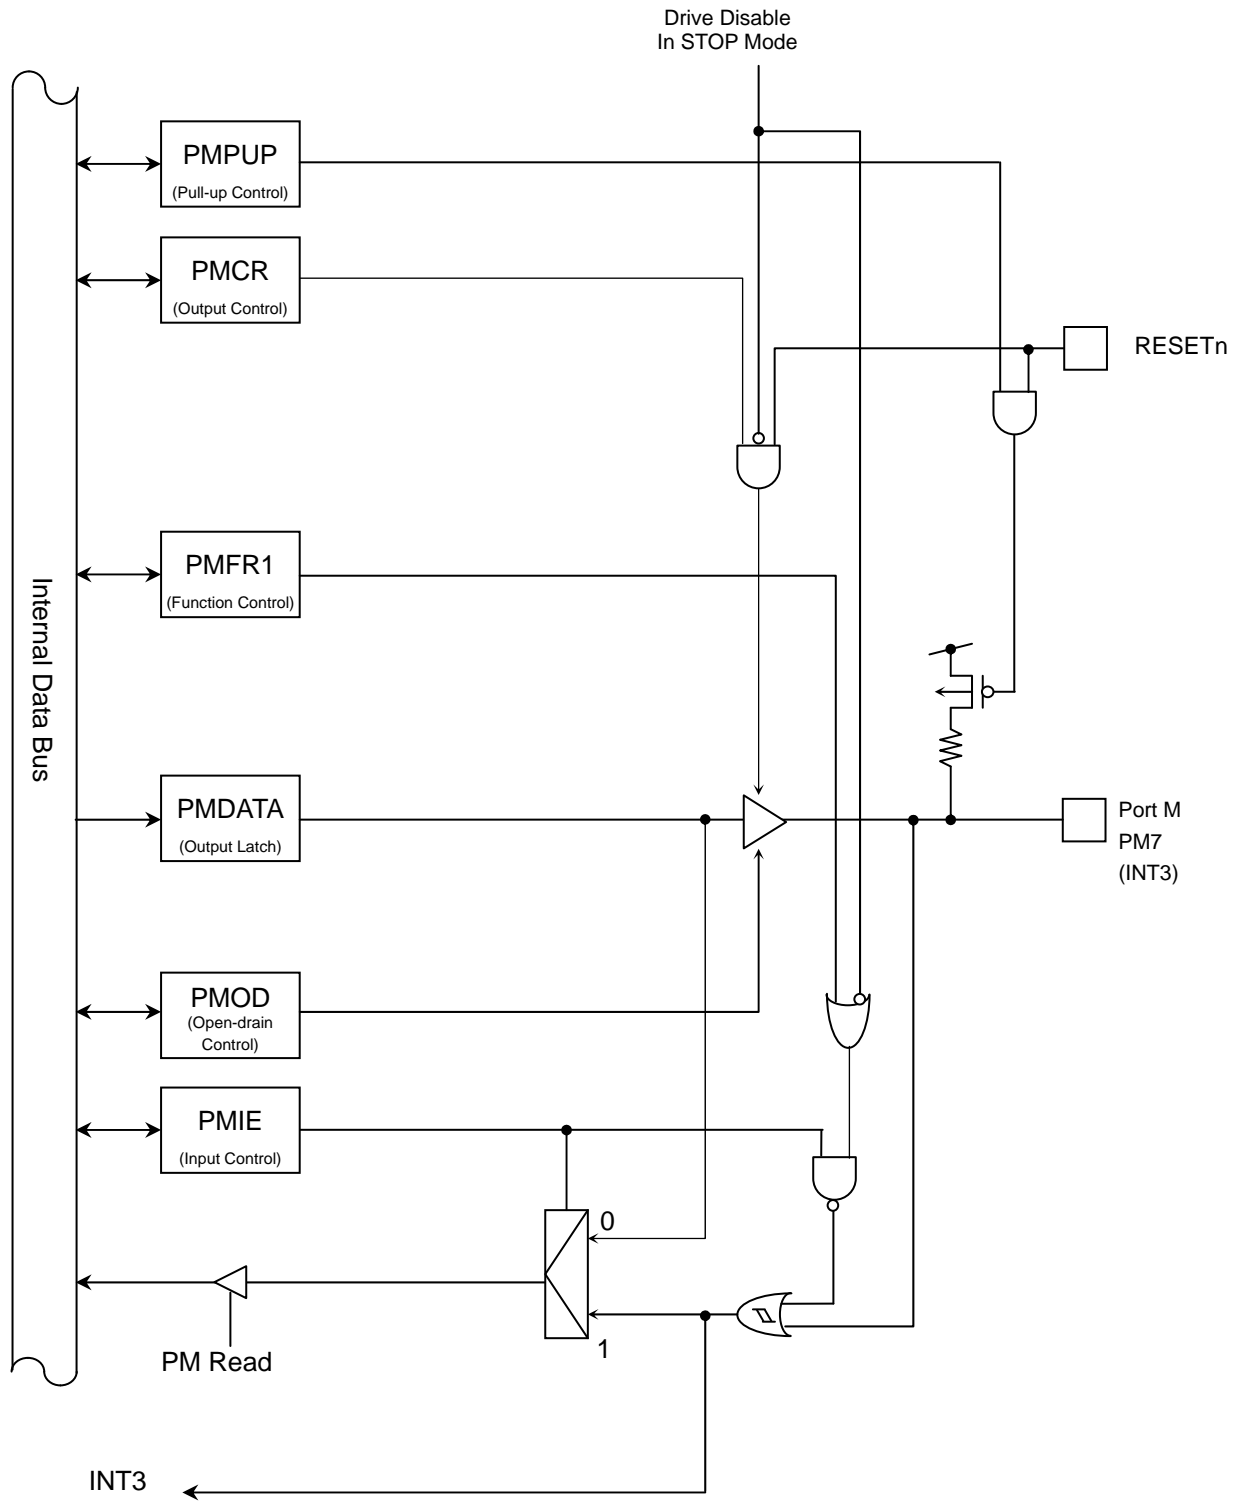 Drive Disable
In STOP Mode
PMPUP
(Pull-up Control)
PMCR
(Output Control)
RESETn
PMFR1
(Function Control)
Internal Data Bus
PMDATA
(Output Latch)
Port M
PM7
(INT3)
PMOD
(Open-drain
Control)
PMIE
(Input Control)
0
1
PM Read
INT3